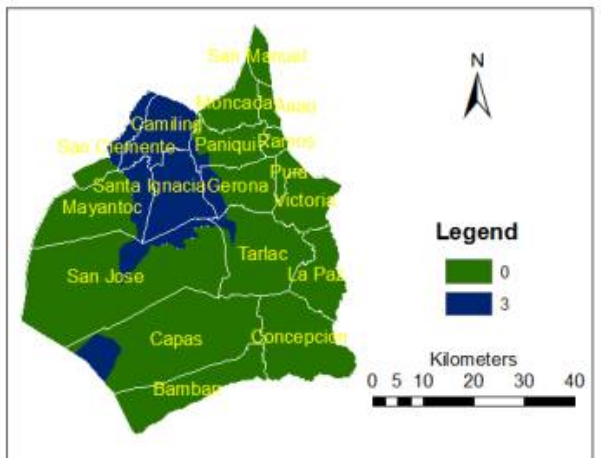 San Manual
N
Moncada Anao
Camiling
San Clemente Paniqui Ramos
Santa Ignacia Gerona Pura
Mayantoc Victoria
Legend
Tarlac
San Jose La Paz
0
3
Capas Concepcion
Kilometers
0 5 10 20 30 40
Bamban